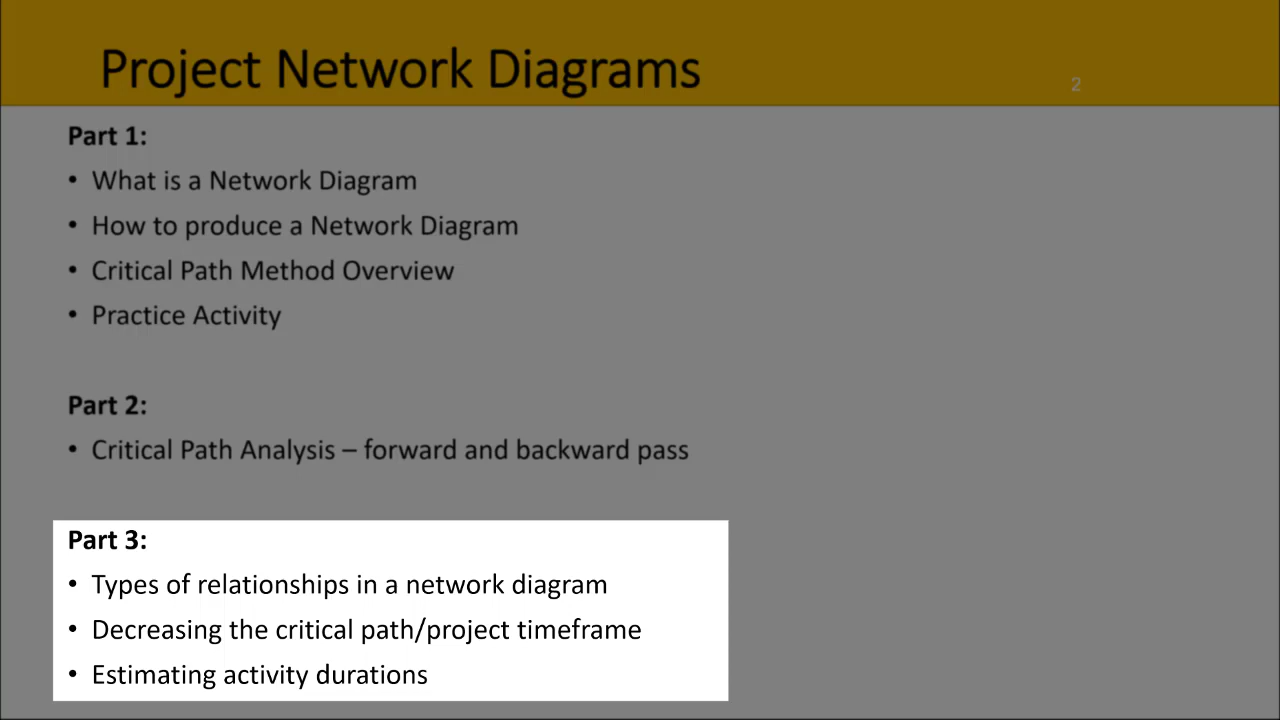 Project Network Diagrams
2
Part 1:
• What is a Network Diagram
• How to produce a Network Diagram
• Critical Path Method Overview
• Practice Activity
Part 2:
• Critical Path Analysis – forward and backward pass
Part 3:
• Types of relationships in a network diagram
• Decreasing the critical path/project timeframe
• Estimating activity durations